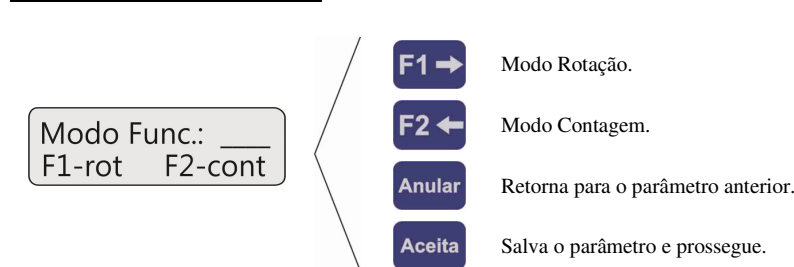 Modo Func.: ____
F1-rot F2-cont
F1 → Modo Rotação.
F2 ← Modo Contagem.
Anular Retorna para o parâmetro anterior.
Aceita Salva o parâmetro e prossegue.